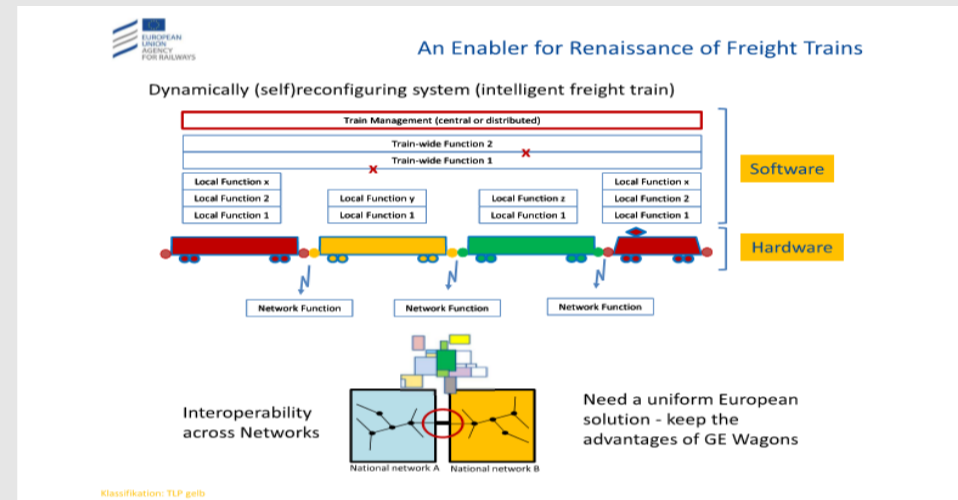 EUROPEAN
UNION
AGENCY
FOR RAILWAYS
An Enabler for Renaissance of Freight Trains
Dynamically (self)reconfiguring system (intelligent freight train)
Train Management (central or distributed)
Train-wide Function 2
Train-wide Function 1
Local Function x
Local Function 2
Local Function 1
Local Function y
Local Function 1
Local Function z
Local Function 1
Local Function x
Local Function 2
Local Function 1
Software
Hardware
Network Function
Network Function
Network Function
Interoperability
across Networks
National network A
National network B
Need a uniform European
solution - keep the
advantages of GE Wagons
Klassifikation: TLP gelb